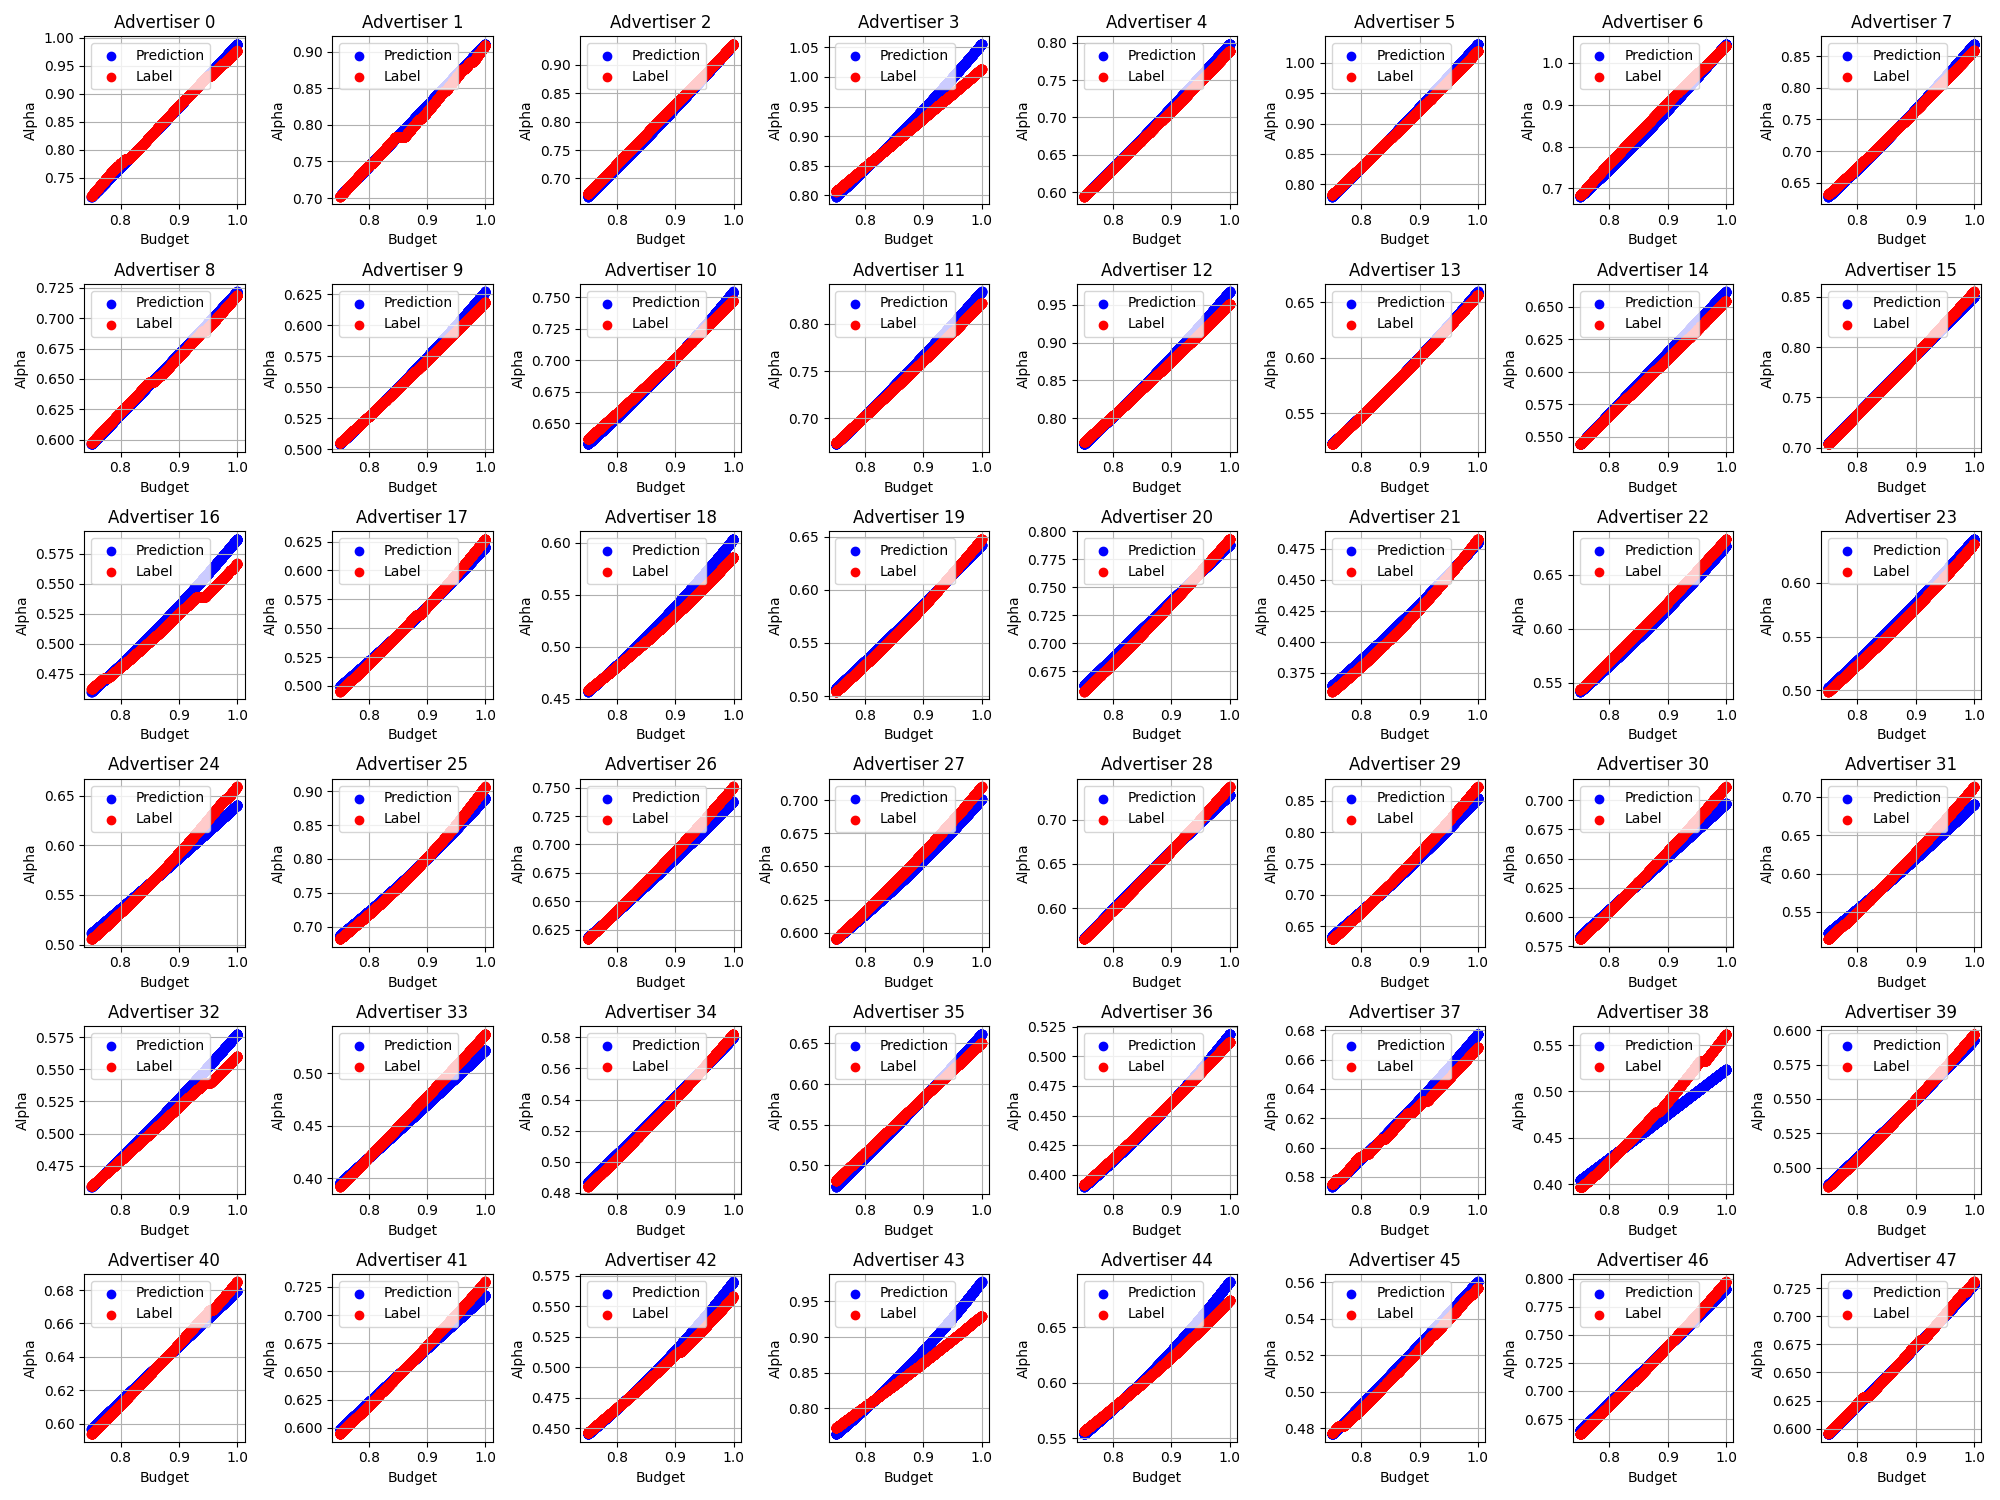 Advertiser 0
Prediction
Label
Alpha
1.00
0.95
0.90
0.85
0.80
0.75
0.8 0.9 1.0
Budget
Advertiser 1
Prediction
Label
Alpha
0.90
0.85
0.80
0.75
0.70
0.8 0.9 1.0
Budget
Advertiser 2
Prediction
Label
Alpha
0.90
0.85
0.80
0.75
0.70
0.8 0.9 1.0
Budget
Advertiser 3
Prediction
Label
Alpha
1.05
1.00
0.95
0.90
0.85
0.80
0.8 0.9 1.0
Budget
Advertiser 4
Prediction
Label
Alpha
0.80
0.75
0.70
0.65
0.60
0.8 0.9 1.0
Budget
Advertiser 5
Prediction
Label
Alpha
1.00
0.95
0.90
0.85
0.80
0.8 0.9 1.0
Budget
Advertiser 6
Prediction
Label
Alpha
1.0
0.9
0.8
0.7
0.8 0.9 1.0
Budget
Advertiser 7
Prediction
Label
Alpha
0.85
0.80
0.75
0.70
0.65
0.8 0.9 1.0
Budget
Advertiser 8
Prediction
Label
Alpha
0.725
0.700
0.675
0.650
0.625
0.600
0.8 0.9 1.0
Budget
Advertiser 9
Prediction
Label
Alpha
0.625
0.600
0.575
0.550
0.525
0.500
0.8 0.9 1.0
Budget
Advertiser 10
Prediction
Label
Alpha
0.750
0.725
0.700
0.675
0.650
0.8 0.9 1.0
Budget
Advertiser 11
Prediction
Label
Alpha
0.80
0.75
0.70
0.8 0.9 1.0
Budget
Advertiser 12
Prediction
Label
Alpha
0.95
0.90
0.85
0.80
0.8 0.9 1.0
Budget
Advertiser 13
Prediction
Label
Alpha
0.65
0.60
0.55
0.8 0.9 1.0
Budget
Advertiser 14
Prediction
Label
Alpha
0.650
0.625
0.600
0.575
0.550
0.8 0.9 1.0
Budget
Advertiser 15
Prediction
Label
Alpha
0.85
0.80
0.75
0.70
0.8 0.9 1.0
Budget
Advertiser 16
Prediction
Label
Alpha
0.575
0.550
0.525
0.500
0.475
0.8 0.9 1.0
Budget
Advertiser 17
Prediction
Label
Alpha
0.625
0.600
0.575
0.550
0.525
0.500
0.8 0.9 1.0
Budget
Advertiser 18
Prediction
Label
Alpha
0.60
0.55
0.50
0.45
0.8 0.9 1.0
Budget
Advertiser 19
Prediction
Label
Alpha
0.65
0.60
0.55
0.50
0.8 0.9 1.0
Budget
Advertiser 20
Prediction
Label
Alpha
0.800
0.775
0.750
0.725
0.700
0.675
0.8 0.9 1.0
Budget
Advertiser 21
Prediction
Label
Alpha
0.475
0.450
0.425
0.400
0.375
0.8 0.9 1.0
Budget
Advertiser 22
Prediction
Label
Alpha
0.65
0.60
0.55
0.8 0.9 1.0
Budget
Advertiser 23
Prediction
Label
Alpha
0.60
0.55
0.50
0.8 0.9 1.0
Budget
Advertiser 24
Prediction
Label
Alpha
0.65
0.60
0.55
0.50
0.8 0.9 1.0
Budget
Advertiser 25
Prediction
Label
Alpha
0.90
0.85
0.80
0.75
0.70
0.8 0.9 1.0
Budget
Advertiser 26
Prediction
Label
Alpha
0.750
0.725
0.700
0.675
0.650
0.625
0.8 0.9 1.0
Budget
Advertiser 27
Prediction
Label
Alpha
0.700
0.675
0.650
0.625
0.600
0.8 0.9 1.0
Budget
Advertiser 28
Prediction
Label
Alpha
0.70
0.65
0.60
0.8 0.9 1.0
Budget
Advertiser 29
Prediction
Label
Alpha
0.85
0.80
0.75
0.70
0.65
0.8 0.9 1.0
Budget
Advertiser 30
Prediction
Label
Alpha
0.700
0.675
0.650
0.625
0.600
0.575
0.8 0.9 1.0
Budget
Advertiser 31
Prediction
Label
Alpha
0.70
0.65
0.60
0.55
0.8 0.9 1.0
Budget
Advertiser 32
Prediction
Label
Alpha
0.575
0.550
0.525
0.500
0.475
0.8 0.9 1.0
Budget
Advertiser 33
Prediction
Label
Alpha
0.50
0.45
0.40
0.8 0.9 1.0
Budget
Advertiser 34
Prediction
Label
Alpha
0.58
0.56
0.54
0.52
0.50
0.48
0.8 0.9 1.0
Budget
Advertiser 35
Prediction
Label
Alpha
0.65
0.60
0.55
0.50
0.8 0.9 1.0
Budget
Advertiser 36
Prediction
Label
Alpha
0.525
0.500
0.475
0.450
0.425
0.400
0.8 0.9 1.0
Budget
Advertiser 37
Prediction
Label
Alpha
0.68
0.66
0.64
0.62
0.60
0.58
0.8 0.9 1.0
Budget
Advertiser 38
Prediction
Label
Alpha
0.55
0.50
0.45
0.40
0.8 0.9 1.0
Budget
Advertiser 39
Prediction
Label
Alpha
0.600
0.575
0.550
0.525
0.500
0.8 0.9 1.0
Budget
Advertiser 40
Prediction
Label
Alpha
0.68
0.66
0.64
0.62
0.60
0.8 0.9 1.0
Budget
Advertiser 41
Prediction
Label
Alpha
0.725
0.700
0.675
0.650
0.625
0.600
0.8 0.9 1.0
Budget
Advertiser 42
Prediction
Label
Alpha
0.575
0.550
0.525
0.500
0.475
0.450
0.8 0.9 1.0
Budget
Advertiser 43
Prediction
Label
Alpha
0.95
0.90
0.85
0.80
0.8 0.9 1.0
Budget
Advertiser 44
Prediction
Label
Alpha
0.65
0.60
0.55
0.8 0.9 1.0
Budget
Advertiser 45
Prediction
Label
Alpha
0.56
0.54
0.52
0.50
0.48
0.8 0.9 1.0
Budget
Advertiser 46
Prediction
Label
Alpha
0.800
0.775
0.750
0.725
0.700
0.675
0.8 0.9 1.0
Budget
Advertiser 47
Prediction
Label
Alpha
0.725
0.700
0.675
0.650
0.625
0.600
0.8 0.9 1.0
Budget